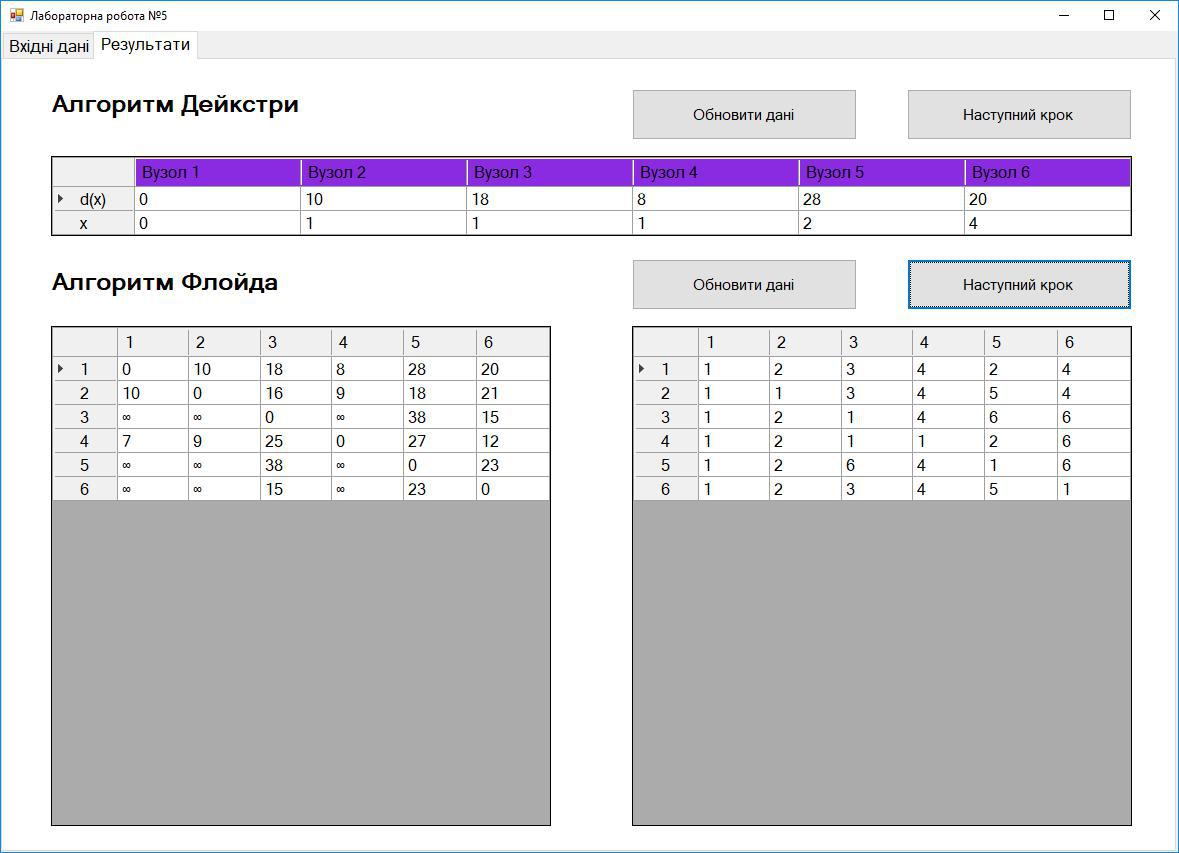 Лабораторна робота №5
Вхідні дані Результати
Алгоритм Дейкстри
Обновити дані Наступний крок
Вузол 1 Вузол 2 Вузол 3 Вузол 4 Вузол 5 Вузол 6
d(x) 0 10 18 8 28 20
x 0 1 1 1 2 4
Алгоритм Флойда
Обновити дані Наступний крок
1 2 3 4 5 6
1 0 10 18 8 28 20
2 10 0 16 9 18 21
3 ∞ ∞ 0 ∞ 38 15
4 7 9 25 0 27 12
5 ∞ ∞ 38 ∞ 0 23
6 ∞ ∞ 15 ∞ 23 0
1 2 3 4 5 6
1 1 2 3 4 2 4
2 1 1 3 4 5 4
3 1 2 1 4 6 6
4 1 2 1 1 2 6
5 1 2 6 4 1 6
6 1 2 3 4 5 1